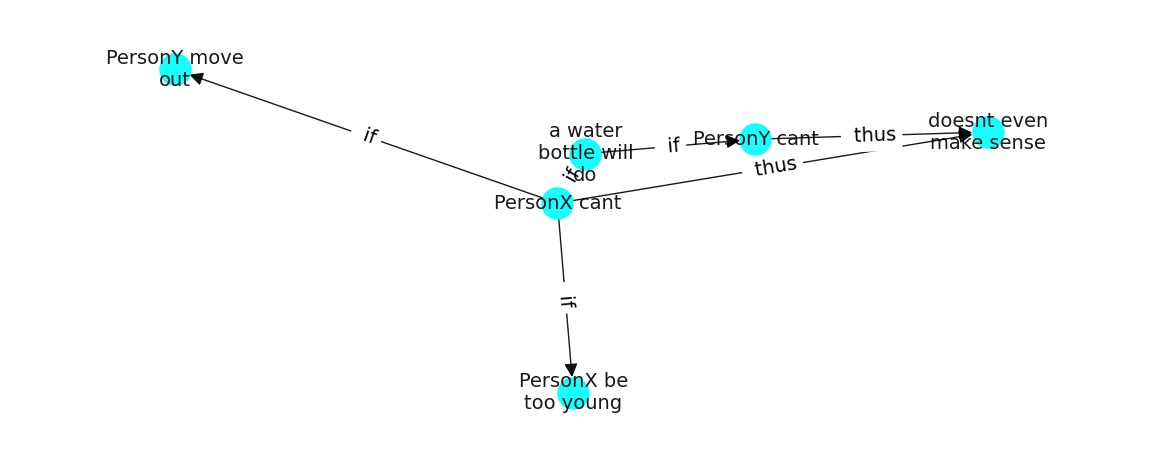 PersonY move
out
if
a water
bottle will
do
if
PersonY cant
thus
doesnt even
make sense
thus
if
PersonX cant
if
PersonX be
too young